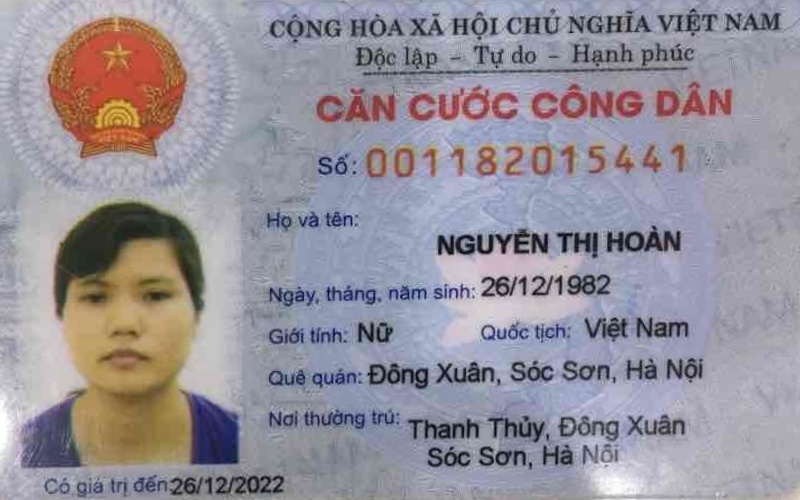 CỘNG HÒA XÃ HỘI CHỦ NGHĨA VIỆT NAM
Độc lập – Tự do – Hạnh phúc
CĂN CƯỚC CÔNG DÂN
Số: 001182015441
Họ và tên:
NGUYỄN THỊ HOÀN
Ngày, tháng, năm sinh: 26/12/1982
Giới tính: Nữ Quốc tịch: Việt Nam
Quê quán: Đông Xuân, Sóc Sơn, Hà Nội
Nơi thường trú: Thanh Thủy, Đông Xuân
Sóc Sơn, Hà Nội
Có giá trị đến: 26/12/2022